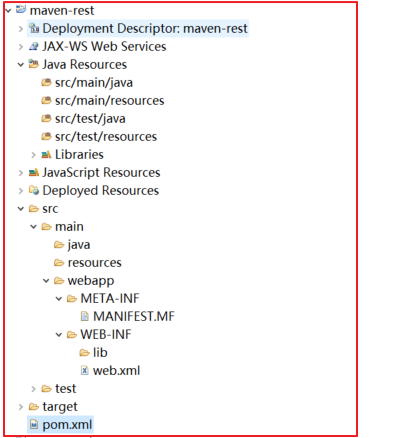 maven-rest
Deployment Descriptor: maven-rest
JAX-WS Web Services
Java Resources
src/main/java
src/main/resources
src/test/java
src/test/resources
Libraries
JavaScript Resources
Deployed Resources
src
main
java
resources
webapp
META-INF
MANIFEST.MF
WEB-INF
lib
web.xml
test
target
pom.xml